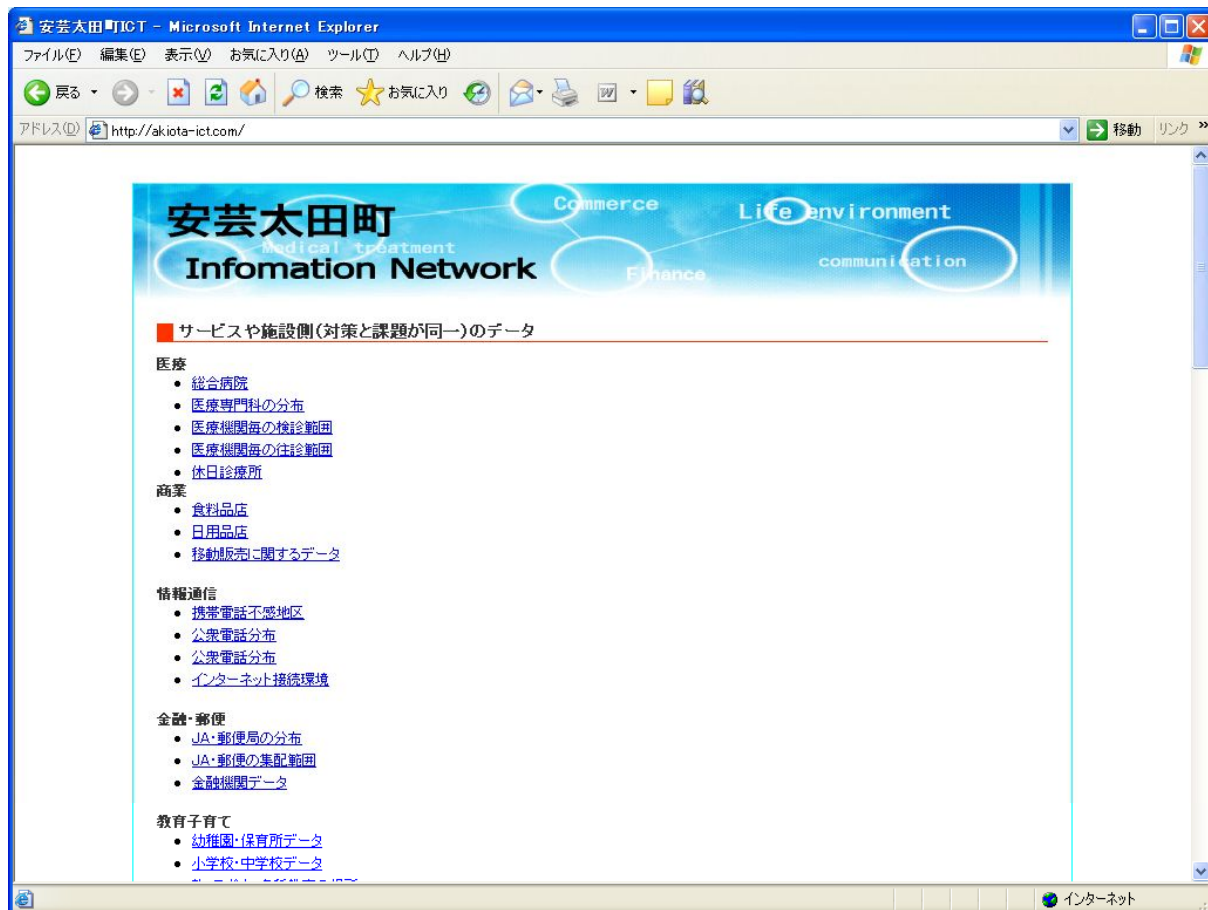 安芸太田町ICT - Microsoft Internet Explorer
ファイル(F) 編集(E) 表示(V) お気に入り(A) ツール(T) ヘルプ(H)
戻る 検索 お気に入り
アドレス(D) http://akiota-ict.com/ 移動 リンク »
安芸太田町
Infomation Network
Commerce
Life environment
Medical treatment
Finance
communication
サービスや施設側(対策と課題が同一)のデータ
医療
• 総合病院
• 医療専門科の分布
• 医療機関毎の検診範囲
• 医療機関毎の往診範囲
• 休日診療所
商業
• 食料品店
• 日用品店
• 移動販売に関するデータ
情報通信
• 携帯電話不感地区
• 公衆電話分布
• 公衆電話分布
• インターネット接続環境
金融・郵便
• JA・郵便局の分布
• JA・郵便の集配範囲
• 金融機関データ
教育子育て
• 幼稚園・保育所データ
• 小学校・中学校データ
インターネット